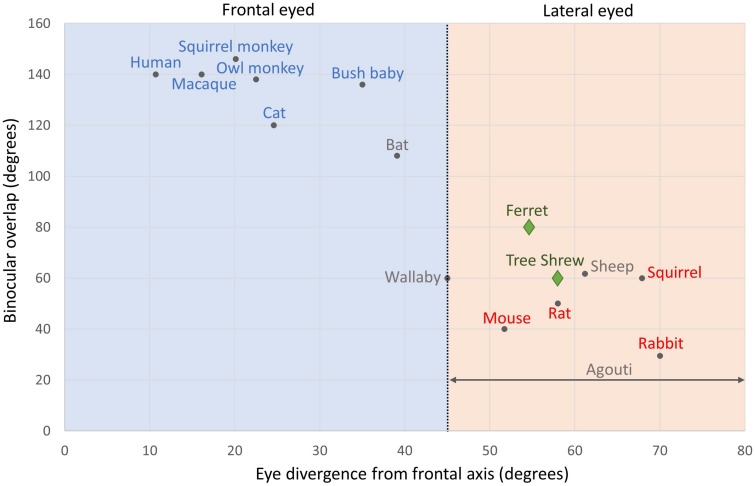 Frontal eyed
Lateral eyed
160
140
120
100
80
60
40
20
0
Binocular overlap (degrees)
Human
Squirrel monkey
Macaque
Owl monkey
Bush baby
Cat
Bat
Wallaby
Ferret
Tree Shrew
Sheep
Squirrel
Mouse
Rat
Rabbit
Agouti
0 10 20 30 40 50 60 70 80
Eye divergence from frontal axis (degrees)